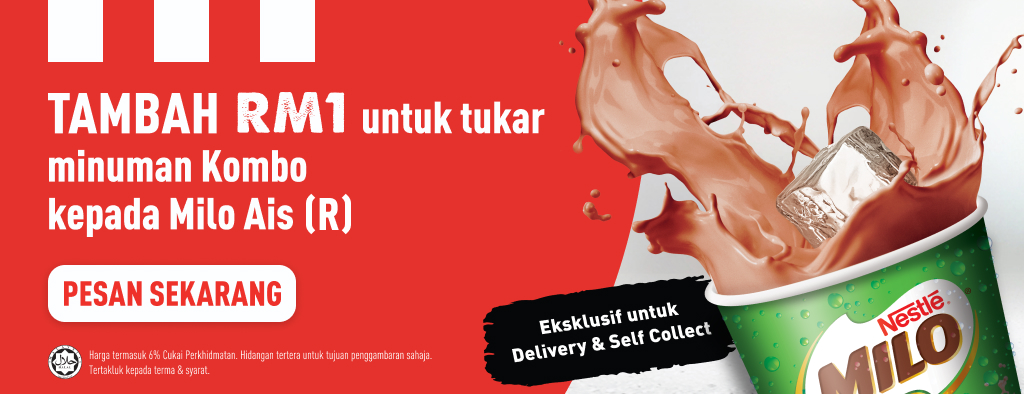 TAMBAH RM1 untuk tukar
minuman Kombo
kepada Milo Ais (R)
PESAN SEKARANG
Harga termasuk 6% Cukai Perkhidmatan. Hidangan tertera untuk tujuan penggambaran sahaja.
Tertakluk kepada terma & syarat.
Eksklusif untuk
Delivery & Self Collect
Nestlé
MILO